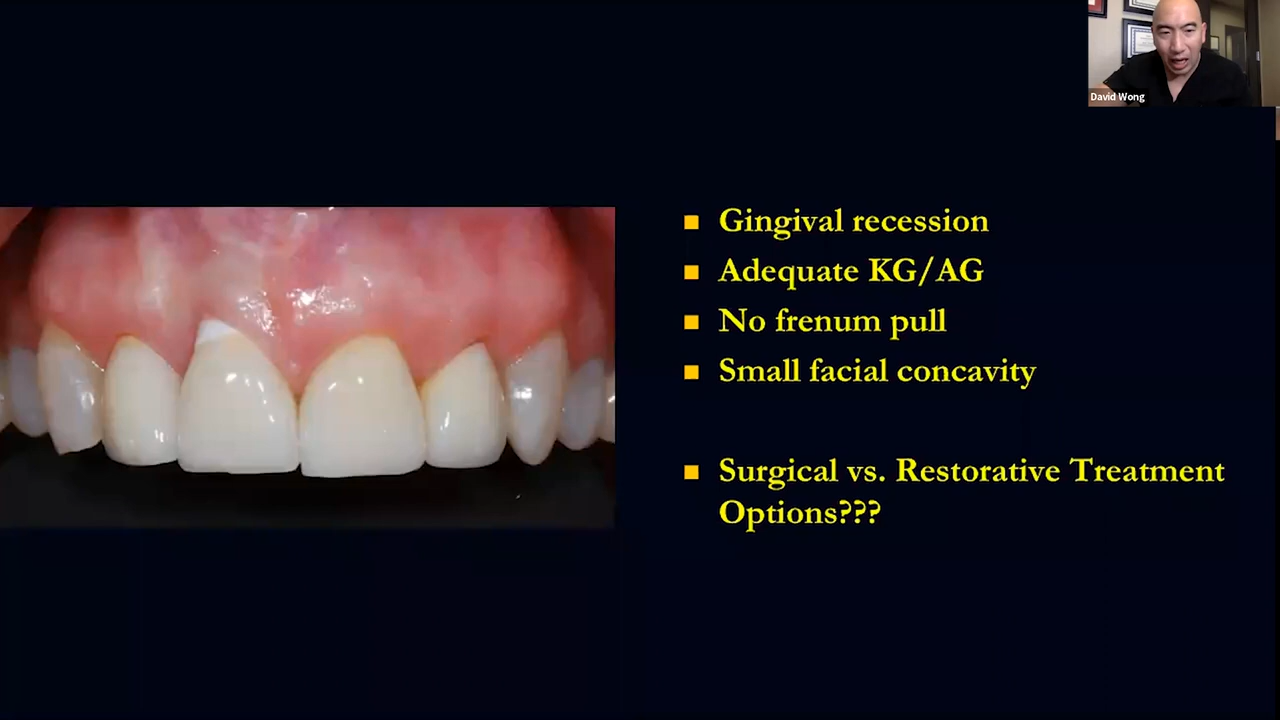 David Wong
Gingival recession
Adequate KG/AG
No frenum pull
Small facial concavity
Surgical vs. Restorative Treatment
Options???